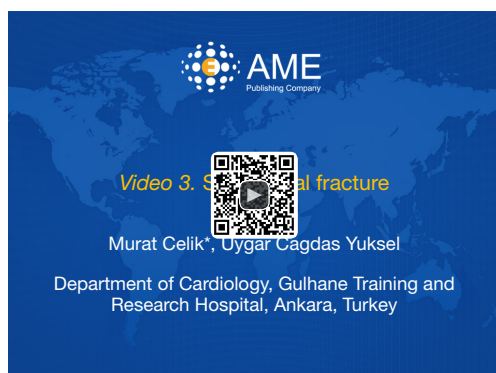 AME
Publishing Company
Video 3. fracture
Murat Celik*, Uygar Cagdas Yuksel
Department of Cardiology, Gulhane Training and
Research Hospital, Ankara, Turkey